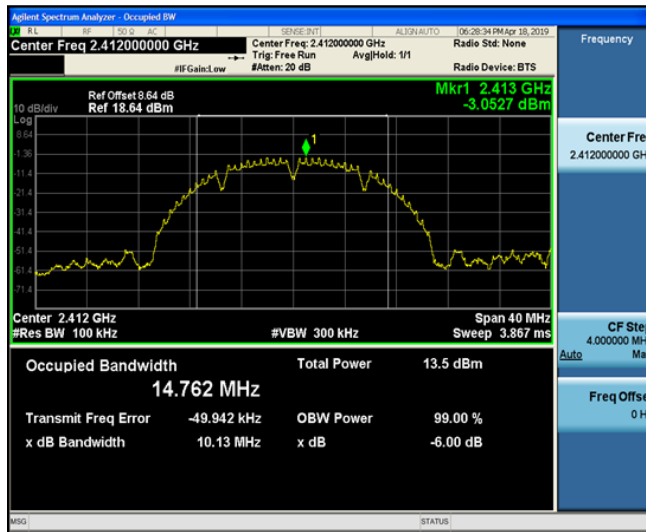 Agilent Spectrum Analyzer - Occupied BW
RL RF 50 Ω AC SENSE:INT ALIGN AUTO 06:28:34 PM Apr 18, 2019
Center Freq 2.412000000 GHz
Center Freq: 2.412000000 GHz
Radio Std: None
Trig: Free Run Avg|Hold: 1/1
#IFGain:Low #Atten: 20 dB Radio Device: BTS
Frequency
Mkr1 2.413 GHz
-3.0527 dBm
Ref Offset 8.64 dB
10 dB/div Ref 18.64 dBm
Log
8.64
-1.36
-11.4
-21.4
-31.4
-41.4
-51.4
-61.4
-71.4
1
Center 2.412 GHz Span 40 MHz
#Res BW 100 kHz #VBW 300 kHz Sweep 3.867 ms
Occupied Bandwidth Total Power 13.5 dBm
14.762 MHz
Transmit Freq Error -49.942 kHz OBW Power 99.00 %
x dB Bandwidth 10.13 MHz x dB -6.00 dB
Center Fre
2.412000000 GH
CF Ste
4.000000 MH
Auto Ma
Freq Offse
0 H
MSG STATUS